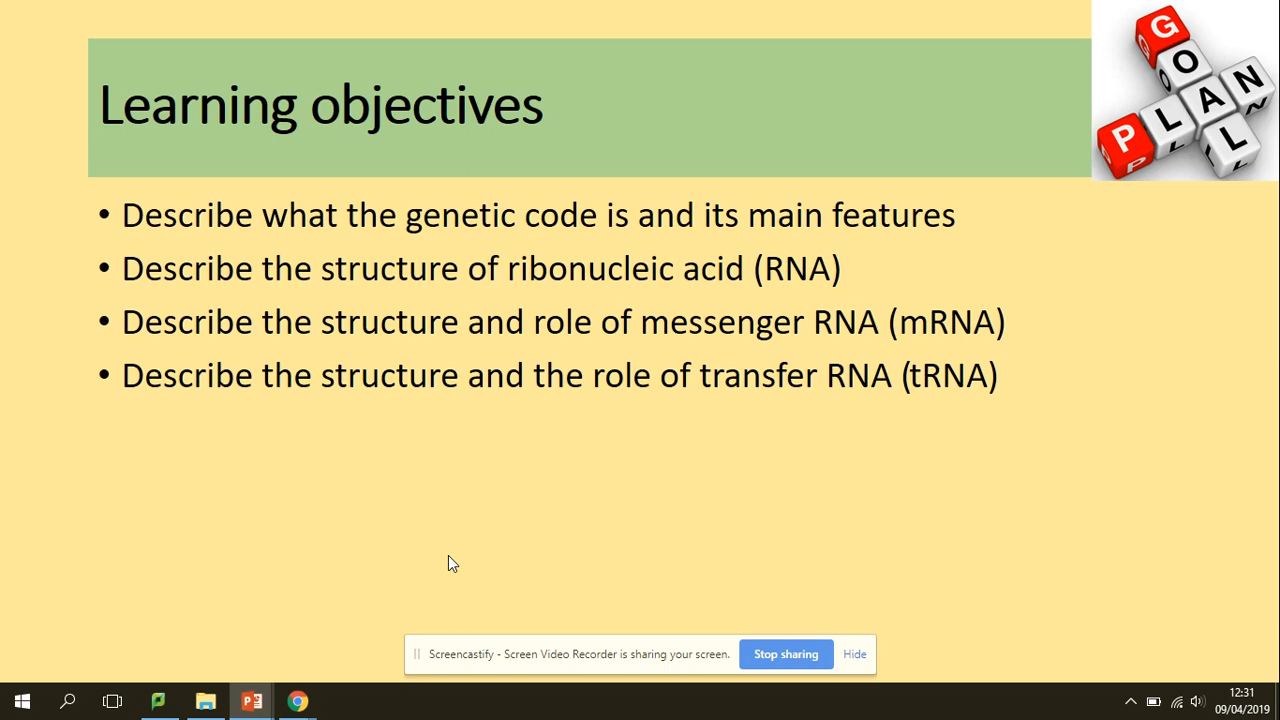 Learning objectives
GOAL
PLAN
• Describe what the genetic code is and its main features
• Describe the structure of ribonucleic acid (RNA)
• Describe the structure and role of messenger RNA (mRNA)
• Describe the structure and the role of transfer RNA (tRNA)
Screencastify - Screen Video Recorder is sharing your screen.
Stop sharing
Hide
12:31
09/04/2019